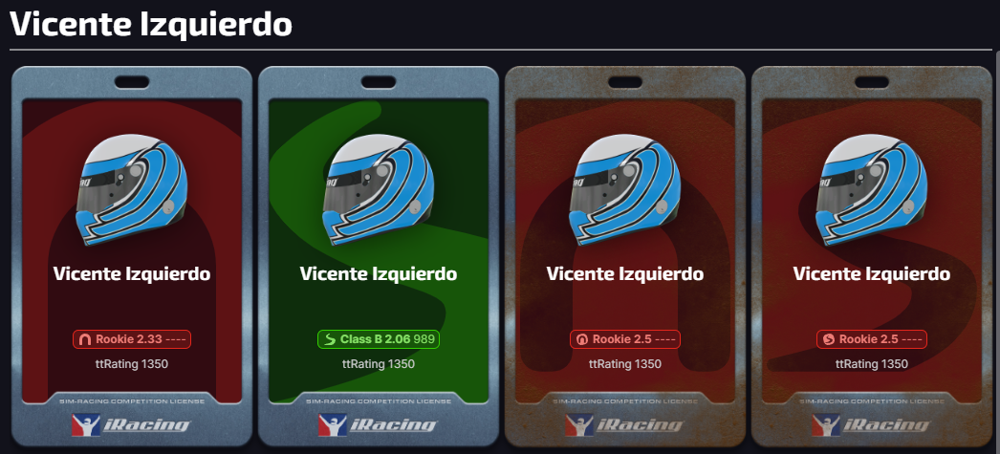 Vicente Izquierdo
Vicente Izquierdo
Rookie 2.33 ----
ttRating 1350
SIM-RACING COMPETITION LICENSE
iRacing
Vicente Izquierdo
Class B 2.06 989
ttRating 1350
SIM-RACING COMPETITION LICENSE
iRacing
Vicente Izquierdo
Rookie 2.5 ----
ttRating 1350
SIM-RACING COMPETITION LICENSE
iRacing
Vicente Izquierdo
Rookie 2.5 ----
ttRating 1350
SIM-RACING COMPETITION LICENSE
iRacing